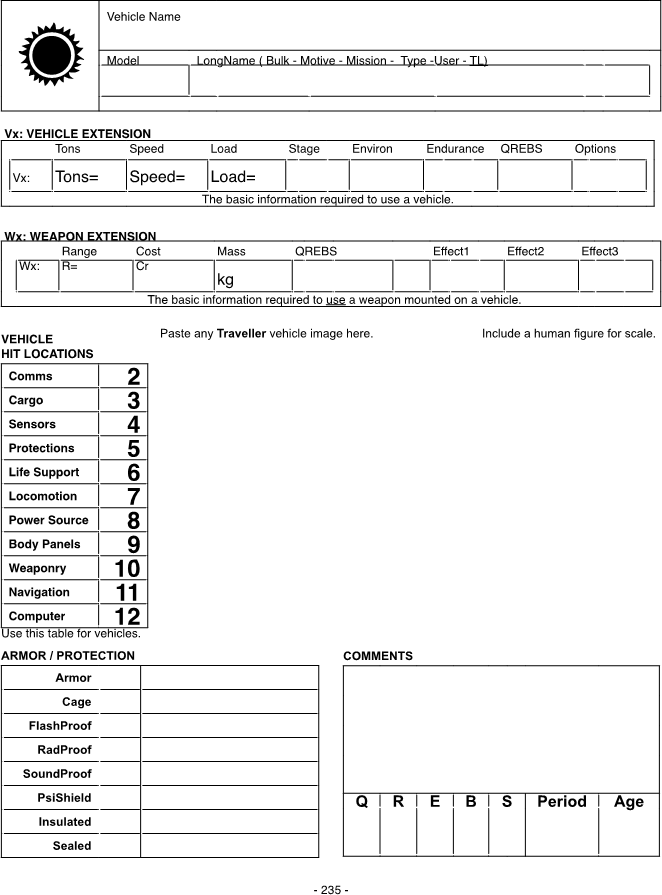 Vehicle Name
Model LongName ( Bulk - Motive - Mission - Type -User - TL)
Vx: VEHICLE EXTENSION
Tons Speed Load Stage Environ Endurance QREBS Options
Vx: Tons= Speed= Load=
The basic information required to use a vehicle.
Wx: WEAPON EXTENSION
Range Cost Mass QREBS Effect1 Effect2 Effect3
Wx: R= Cr kg
The basic information required to use a weapon mounted on a vehicle.
Paste any Traveller vehicle image here. Include a human figure for scale.
VEHICLE
HIT LOCATIONS
Comms 2
Cargo 3
Sensors 4
Protections 5
Life Support 6
Locomotion 7
Power Source 8
Body Panels 9
Weaponry 10
Navigation 11
Computer 12
Use this table for vehicles.
ARMOR / PROTECTION
Armor
Cage
FlashProof
RadProof
SoundProof
PsiShield
Insulated
Sealed
COMMENTS
Q R E B S Period Age
- 235 -